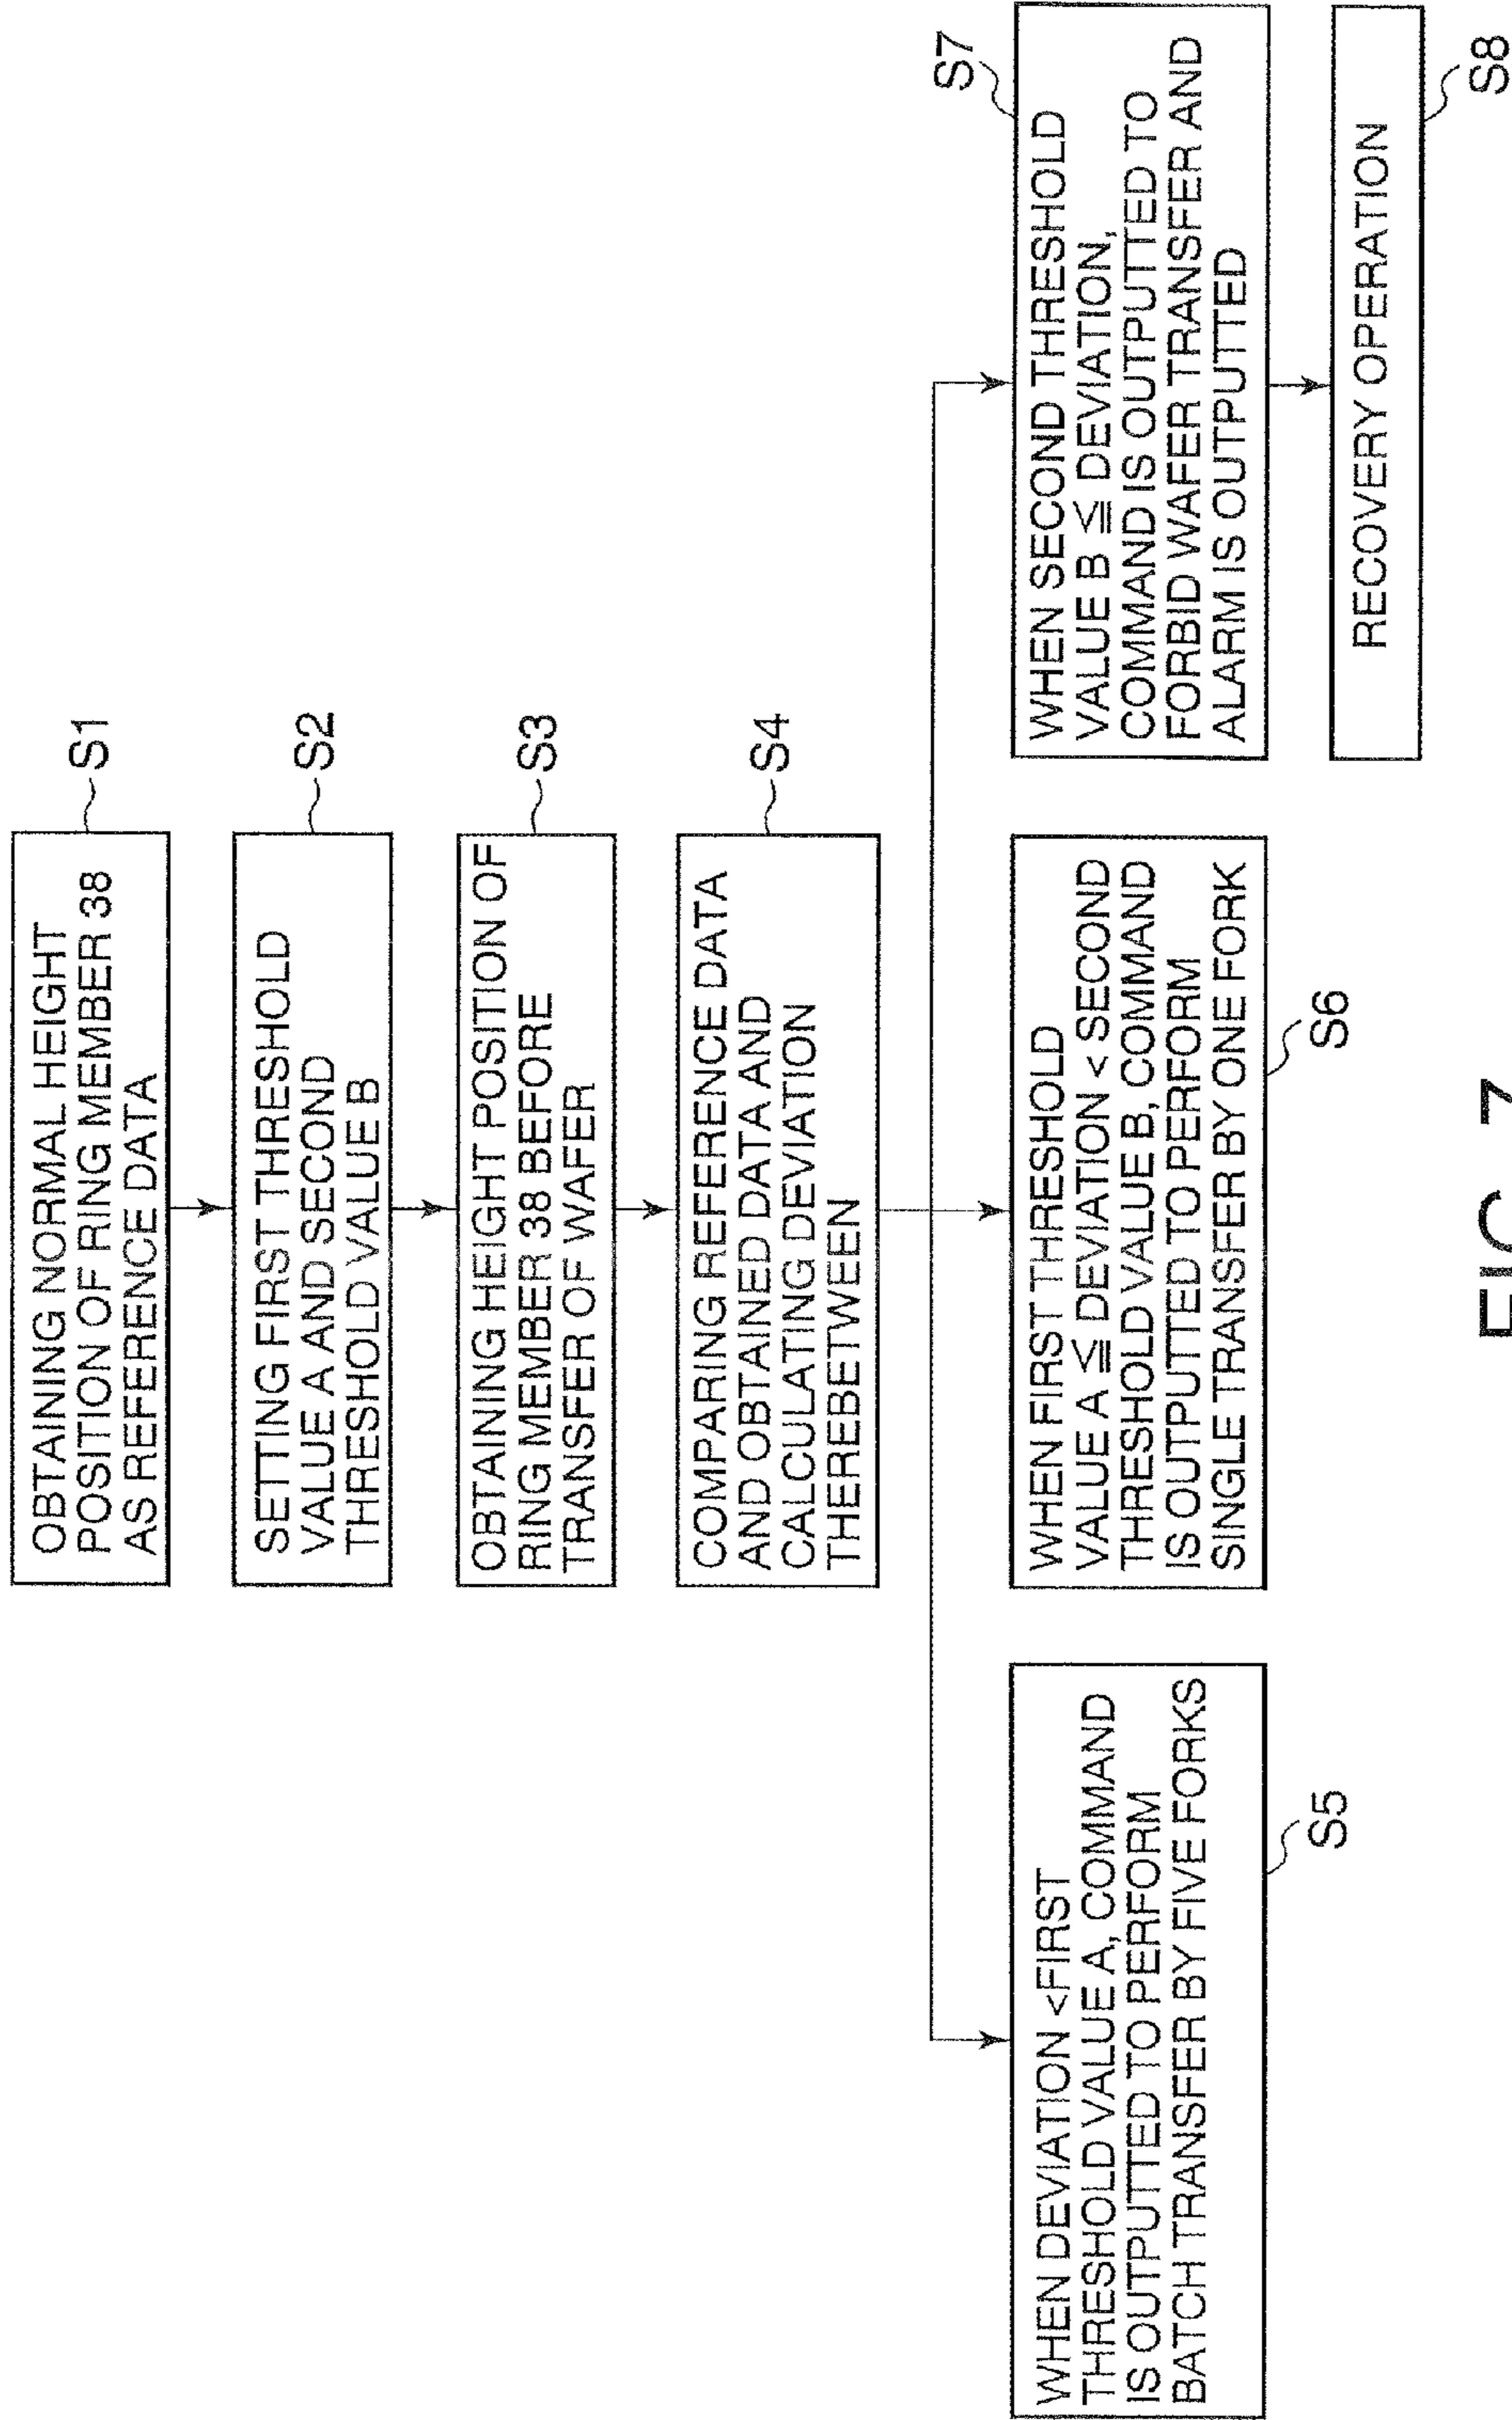 OBTAINING NORMAL HEIGHT
POSITION OF RING MEMBER 38
AS REFERENCE DATA
S1
SETTING FIRST THRESHOLD
VALUE A AND SECOND
THRESHOLD VALUE B
S2
OBTAINING HEIGHT POSITION OF
RING MEMBER 38 BEFORE
TRANSFER OF WAFER
S3
COMPARING REFERENCE DATA
AND OBTAINED DATA AND
CALCULATING DEVIATION
THEREBETWEEN
S4
WHEN DEVIATION <FIRST
THRESHOLD VALUE A, COMMAND
IS OUTPUTTED TO PERFORM
BATCH TRANSFER BY FIVE FORKS
S5
WHEN FIRST THRESHOLD
VALUE A ≦ DEVIATION < SECOND
THRESHOLD VALUE B, COMMAND
IS OUTPUTTED TO PERFORM
SINGLE TRANSFER BY ONE FORK
S6
WHEN SECOND THRESHOLD
VALUE B ≦ DEVIATION,
COMMAND IS OUTPUTTED TO
FORBID WAFER TRANSFER AND
ALARM IS OUTPUTTED
S7
RECOVERY OPERATION
S8
FIG. 7